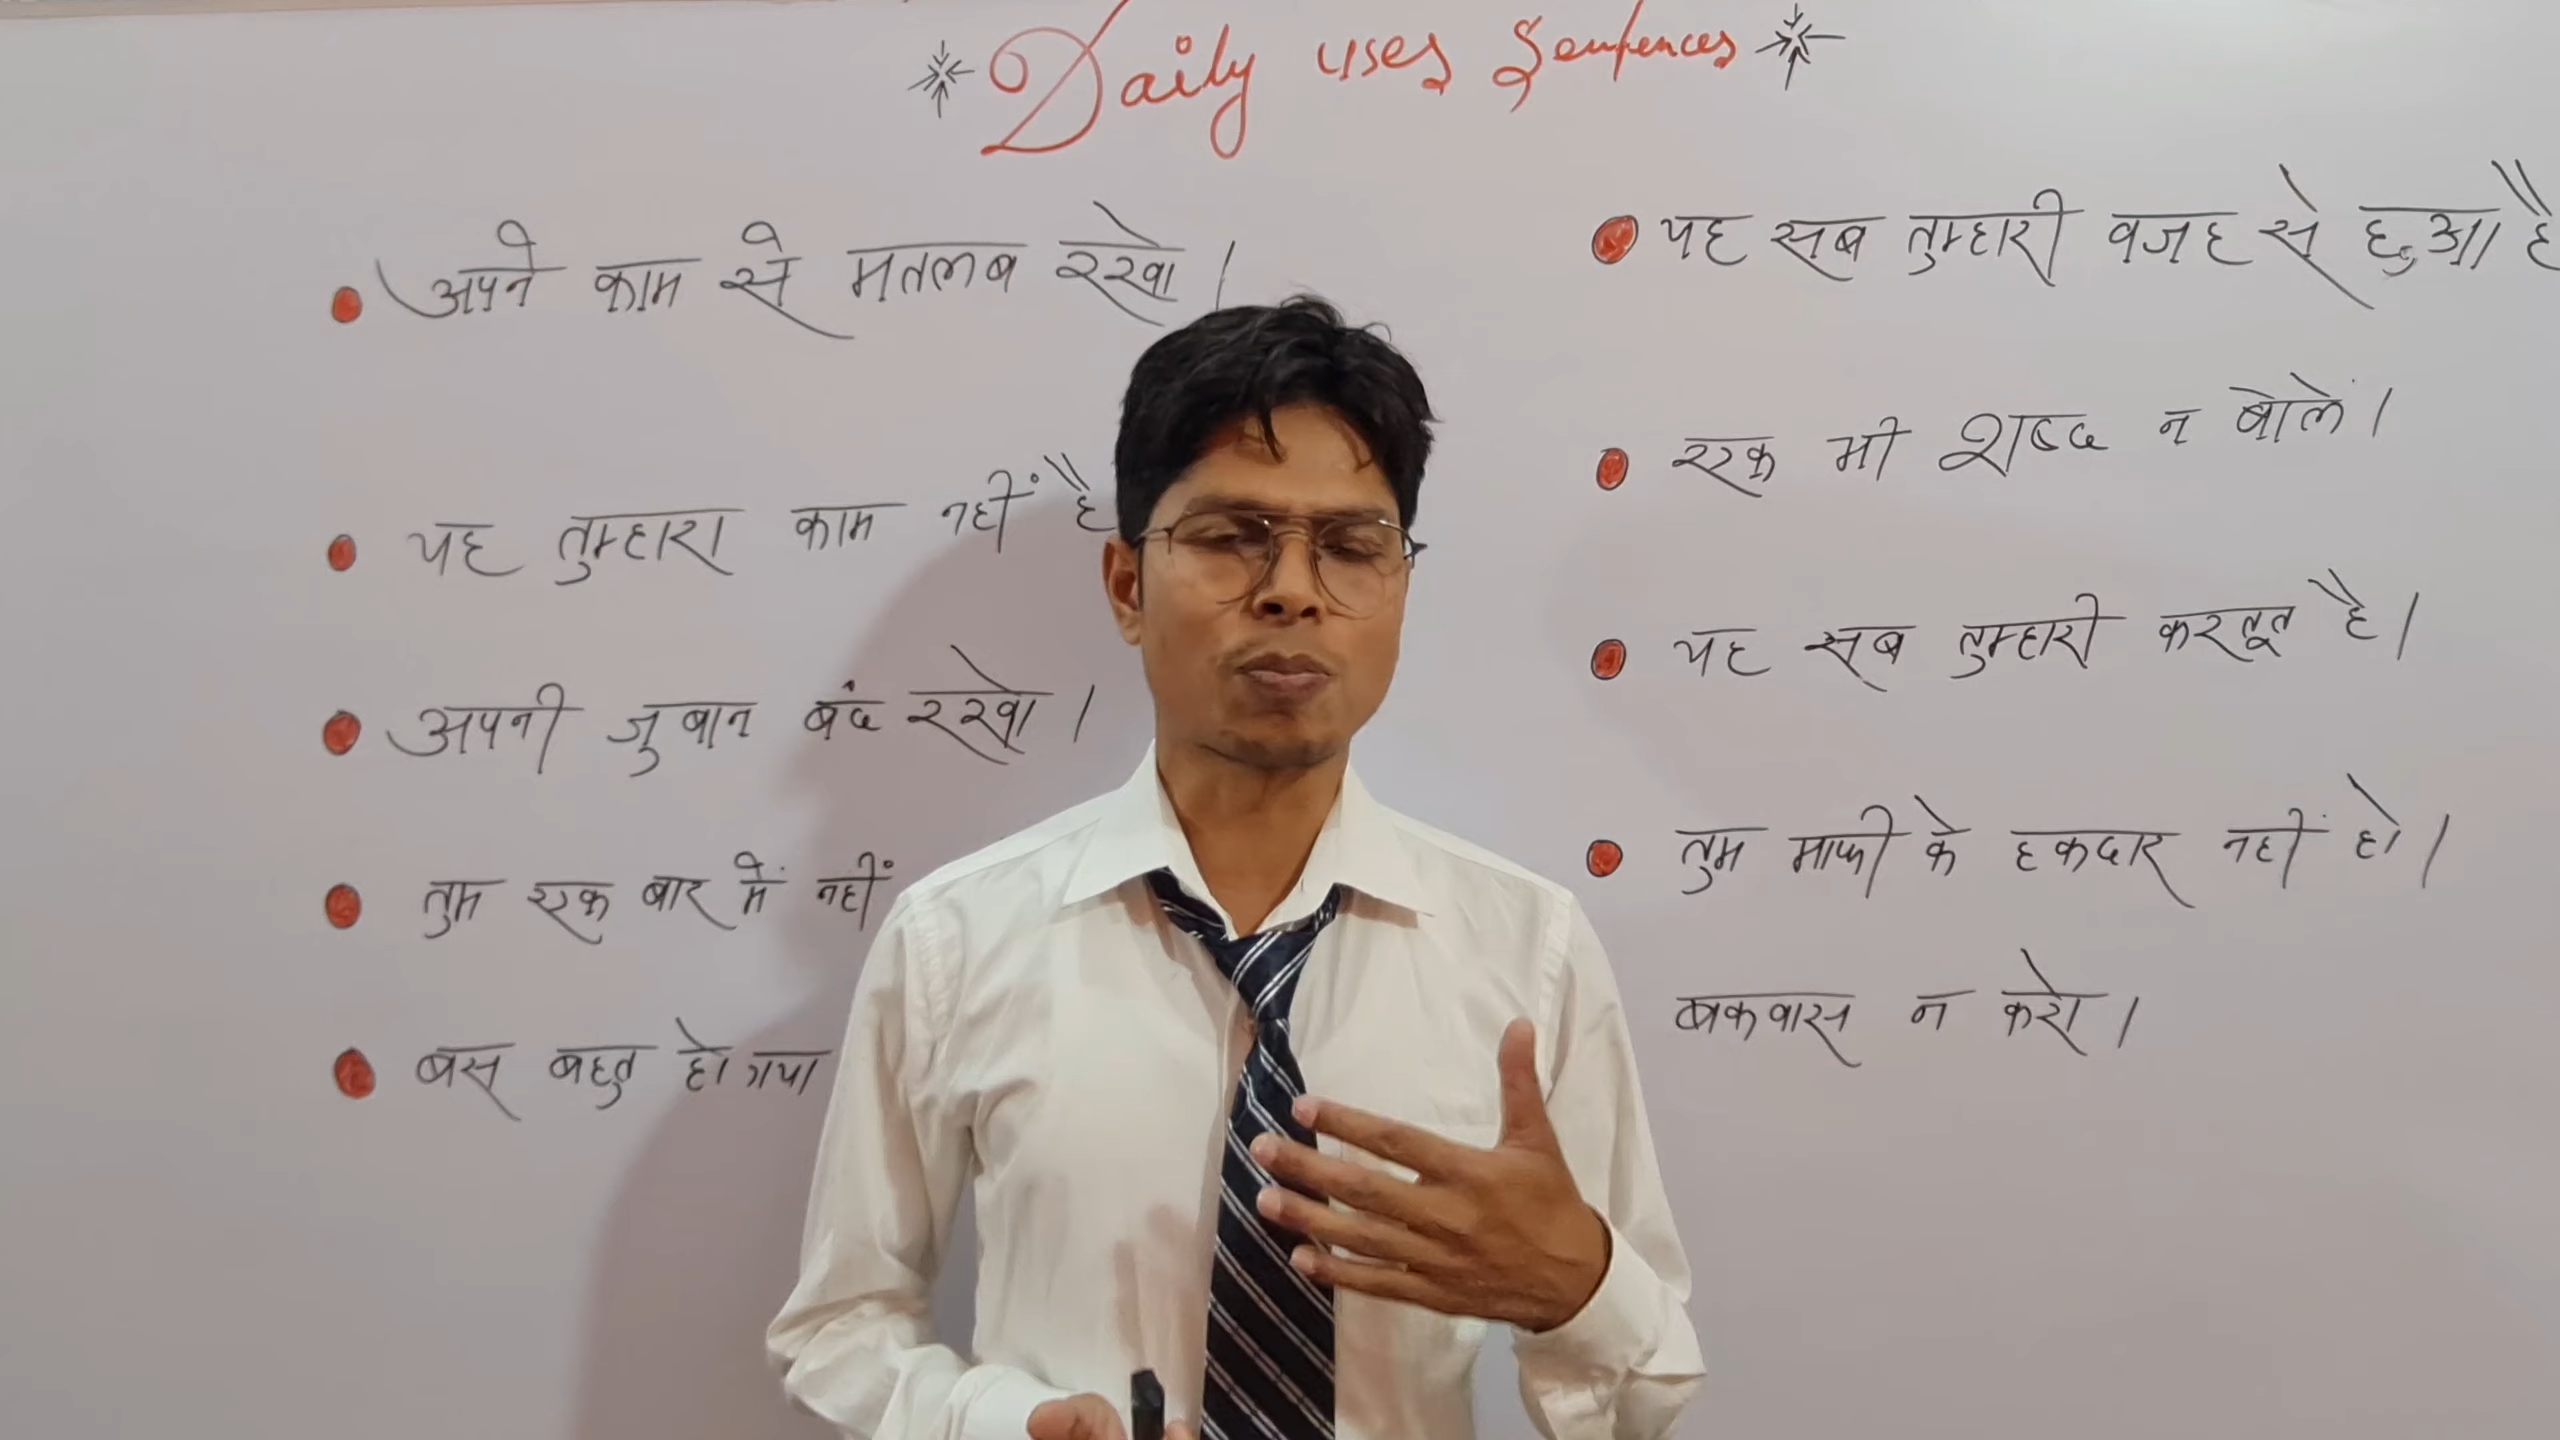 Daily uses Sentences
अपने काम से मतलब रखो।
यह तुम्हारा काम नहीं है
अपनी जुबान बंद रखो।
तुम एक बार में नहीं
बस बहुत हो गया
यह सब तुम्हारी वजह से हुआ है
एक भी शब्द न बोलें।
यह सब तुम्हारी करतूत है।
तुम माफी के हकदार नहीं हो।
बकवास न करो।